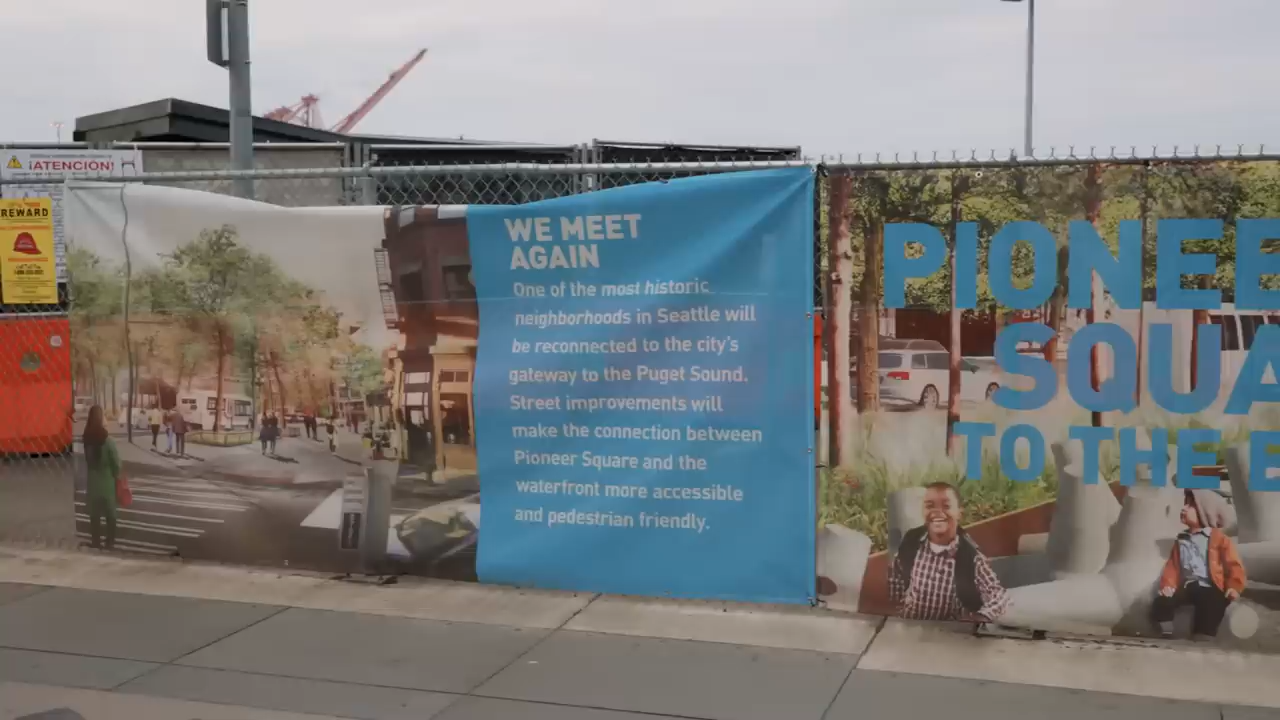 ¡ATENCIÓN!
REWARD
WE MEET
AGAIN
One of the most historic
neighborhoods in Seattle will
be reconnected to the city's
gateway to the Puget Sound.
Street improvements will
make the connection between
Pioneer Square and the
waterfront more accessible
and pedestrian friendly.
PIONEE
SQUA
TO THE B